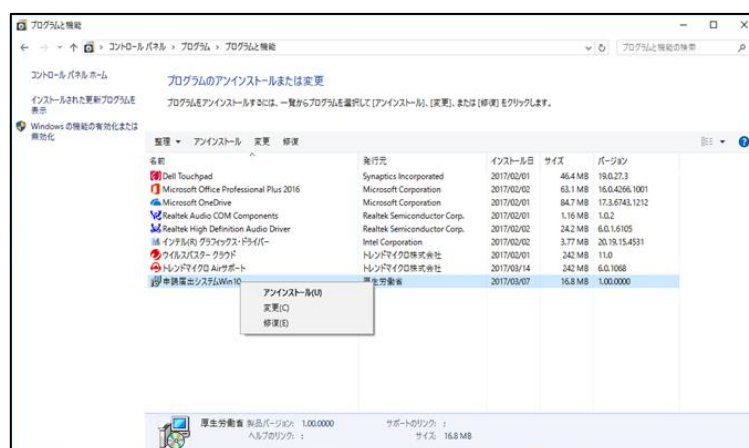 プログラムと機能
コントロール パネル › プログラム › プログラムと機能
プログラムと機能の検索
コントロール パネル ホーム
インストールされた更新プログラムを
表示
Windows の機能の有効化または
無効化
プログラムのアンインストールまたは変更
プログラムをアンインストールするには、一覧からプログラムを選択して [アンインストール]、[変更]、または [修復] をクリックします。
整理 アンインストール 変更 修復
名前 発行元 インストール日 サイズ バージョン
Dell Touchpad Synaptics Incorporated 2017/02/01 46.4 MB 19.0.27.3
Microsoft Office Professional Plus 2016 Microsoft Corporation 2017/02/02 63.1 MB 16.0.4266.1001
Microsoft OneDrive Microsoft Corporation 2017/02/01 84.7 MB 17.3.6743.1212
Realtek Audio COM Components Realtek Semiconductor Corp. 2017/02/01 1.16 MB 1.0.2
Realtek High Definition Audio Driver Realtek Semiconductor Corp. 2017/02/02 24.2 MB 6.0.1.6105
インテル(R) グラフィックス・ドライバー Intel Corporation 2017/02/02 3.77 MB 20.19.15.4531
ウイルスバスター クラウド トレンドマイクロ株式会社 2017/02/01 242 MB 11.0
トレンドマイクロ Airサポート トレンドマイクロ株式会社 2017/03/14 242 MB 6.0.1068
申請届出システムWin10 厚生労働省 2017/03/07 16.8 MB 1.00.0000
アンインストール(U)
変更(C)
修復(E)
厚生労働省 製品バージョン: 1.00.0000 サポートのリンク: :
ヘルプのリンク: : サイズ: 16.8 MB